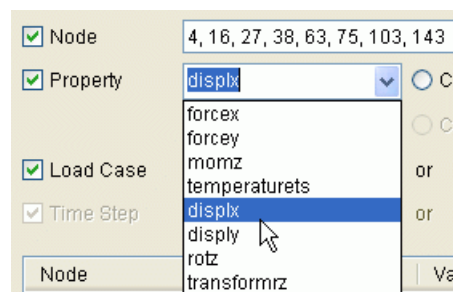 Node 4, 16, 27, 38, 63, 75, 103, 143
Property displx C
forcex
forcey C
momz
Load Case or
temperaturets
displx
Time Step or
disply
rotz
Node Va
transformrz